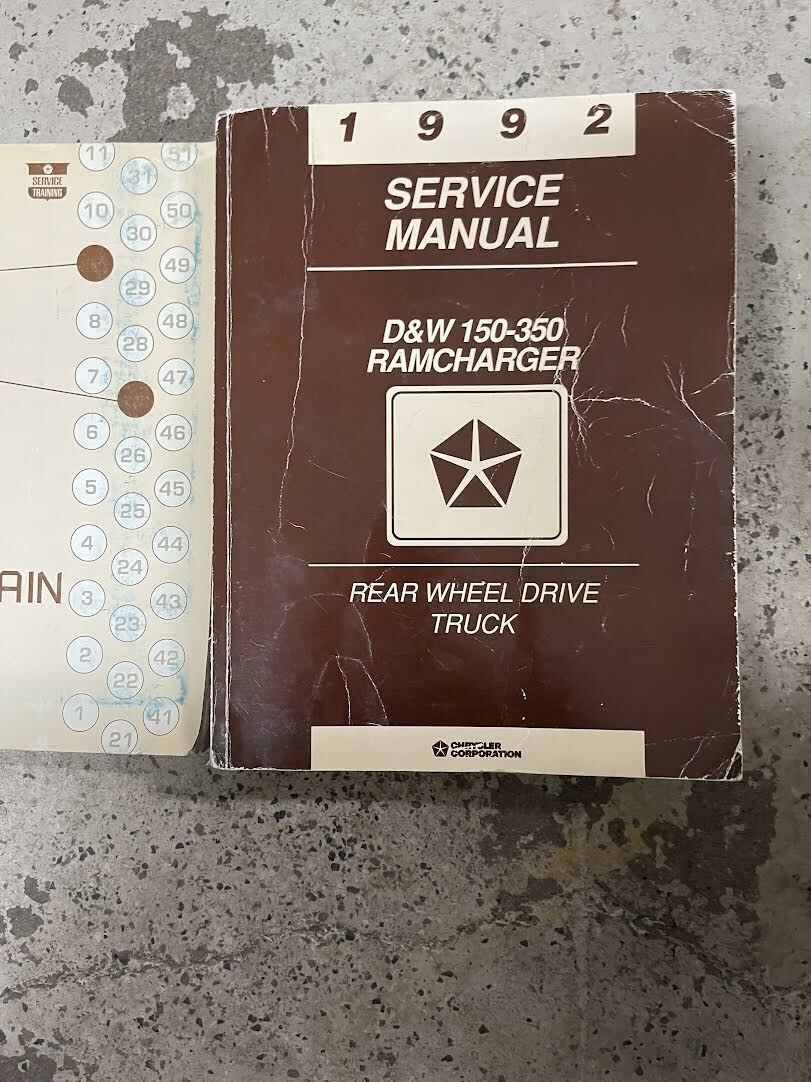 SERVICE
TRAINING
11
51
31
10
50
30
49
29
8
48
28
7
47
6
46
26
5
45
25
4
44
24
AIN
3
43
23
2
42
22
1
41
21
1992
SERVICE
MANUAL
D&W 150-350
RAMCHARGER
REAR WHEEL DRIVE
TRUCK
CHRYSLER
CORPORATION